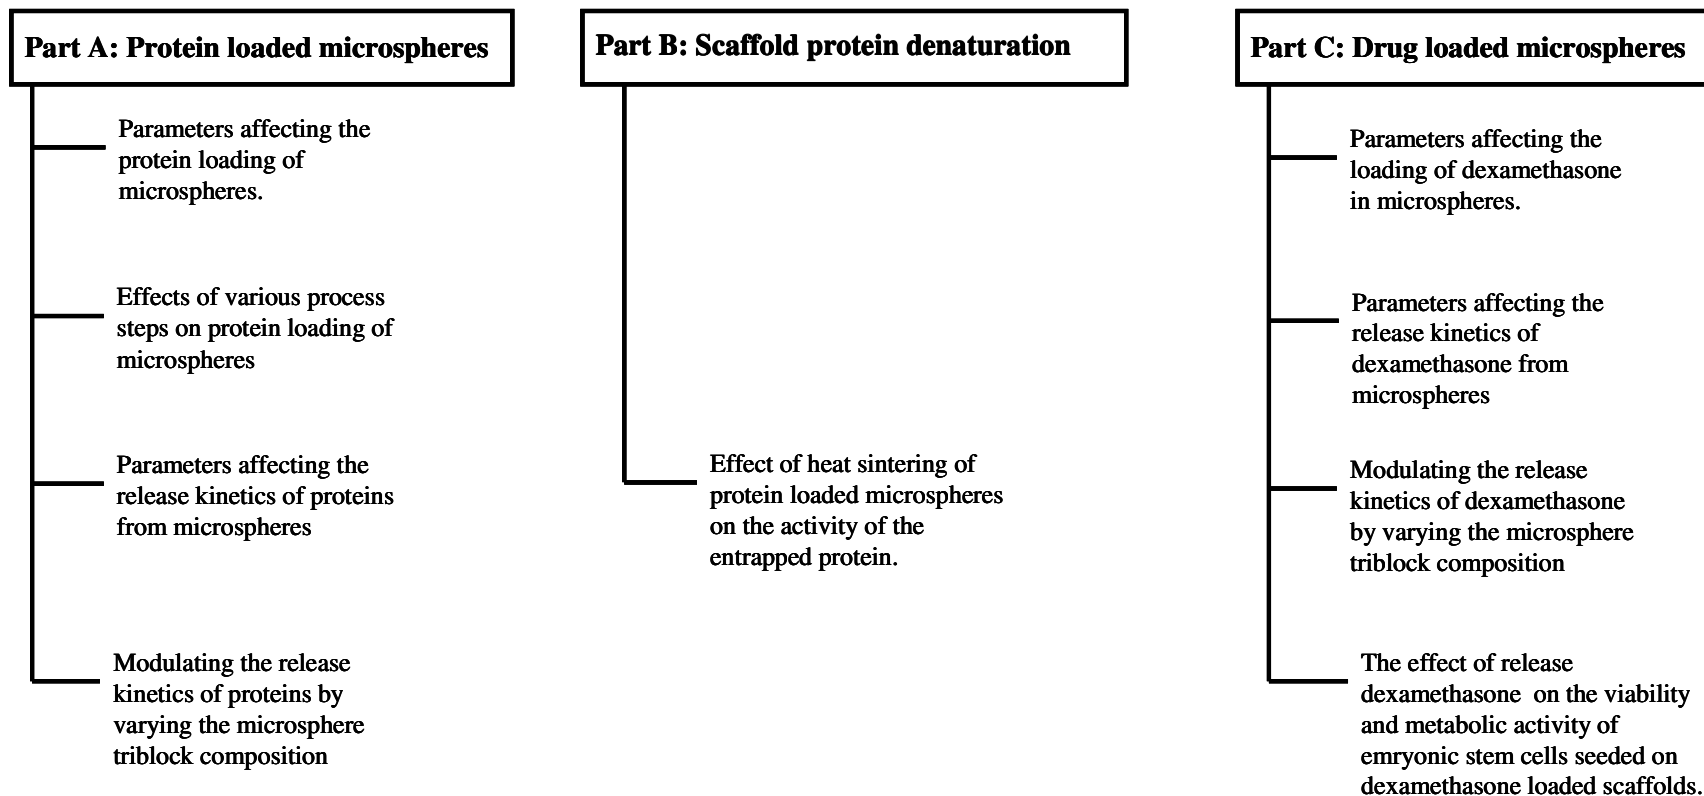 Part A: Protein loaded microspheres
Parameters affecting the
protein loading of
microspheres.
Effects of various process
steps on protein loading of
microspheres
Parameters affecting the
release kinetics of proteins
from microspheres
Modulating the release
kinetics of proteins by
varying the microsphere
triblock composition
Part B: Scaffold protein denaturation
Effect of heat sintering of
protein loaded microspheres
on the activity of the
entrapped protein.
Part C: Drug loaded microspheres
Parameters affecting the
loading of dexamethasone
in microspheres.
Parameters affecting the
release kinetics of
dexamethasone from
microspheres
Modulating the release
kinetics of dexamethasone
by varying the microsphere
triblock composition
The effect of release
dexamethasone on the viability
and metabolic activity of
emryonic stem cells seeded on
dexamethasone loaded scaffolds.